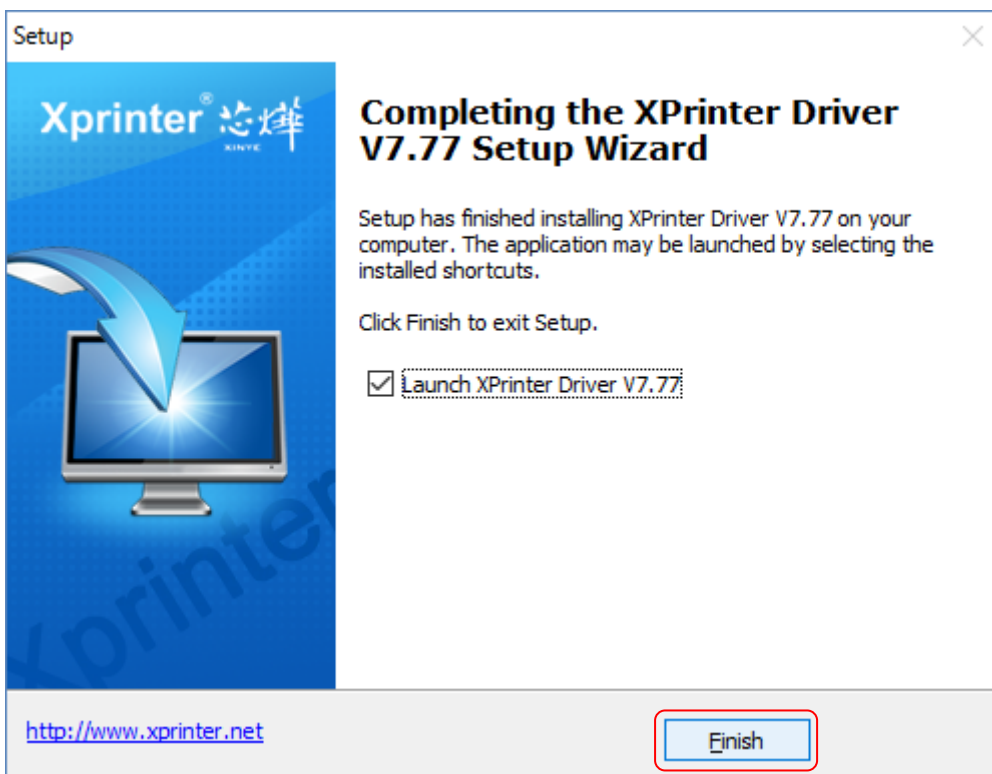 Setup
Xprinter® 芯烨
XINYE
Completing the XPrinter Driver
V7.77 Setup Wizard
Setup has finished installing XPrinter Driver V7.77 on your
computer. The application may be launched by selecting the
installed shortcuts.
Click Finish to exit Setup.
Launch XPrinter Driver V7.77
Xprinter
http://www.xprinter.net
Finish